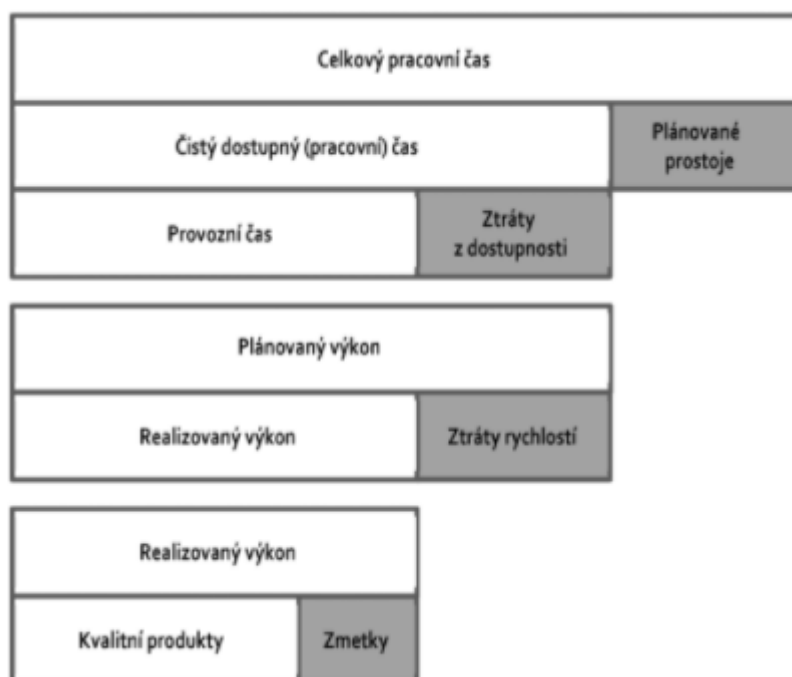 Celkový pracovní čas
Čistý dostupný (pracovní) čas
Plánované
prostoje
Provozní čas
Ztráty
z dostupnosti
Plánovaný výkon
Realizovaný výkon
Ztráty rychlostí
Realizovaný výkon
Kvalitní produkty
Zmetky